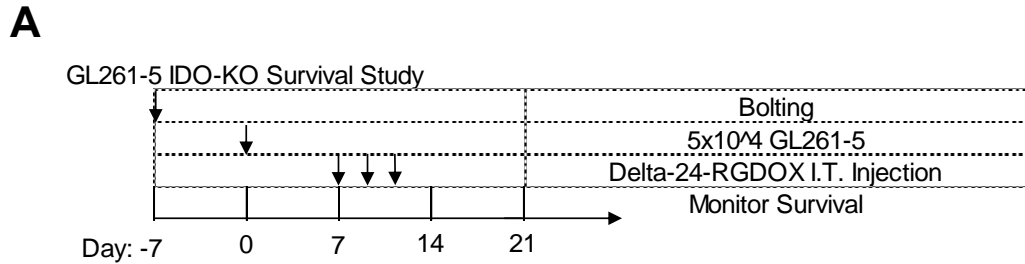 A
GL261-5 IDO-KO Survival Study
Bolting
5x10^4 GL261-5
Delta-24-RGDOX I.T. Injection
Monitor Survival
Day: -7 0 7 14 21